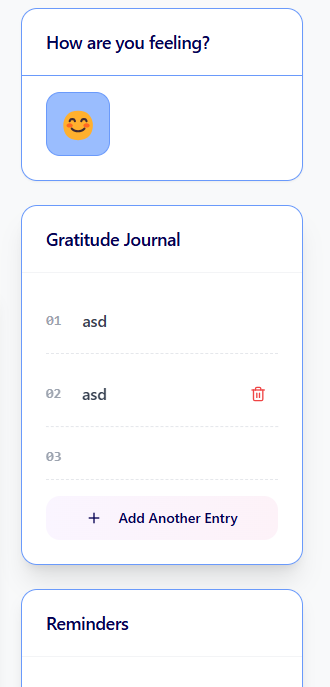 How are you feeling?
Gratitude Journal
01 asd
02 asd
03
+ Add Another Entry
Reminders